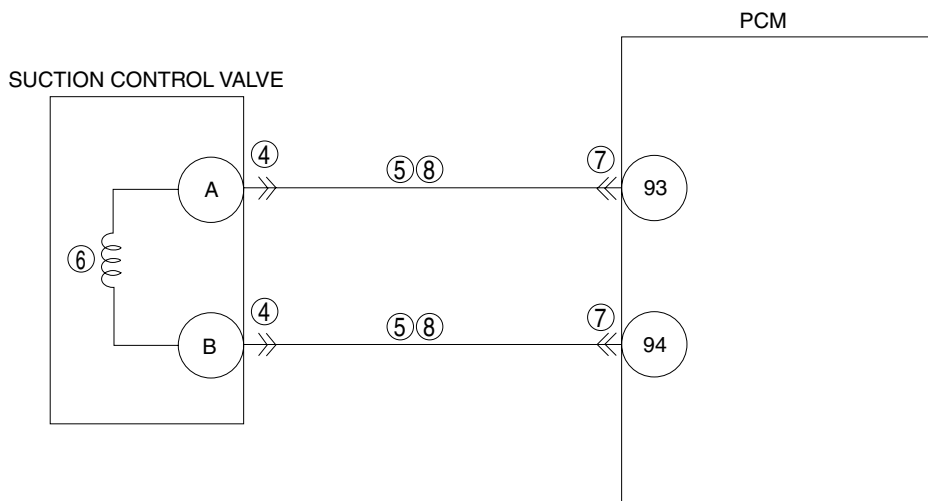 PCM
SUCTION CONTROL VALVE
④ ⑤⑧ ⑦
A 93
⑥
④ ⑤⑧ ⑦
B 94